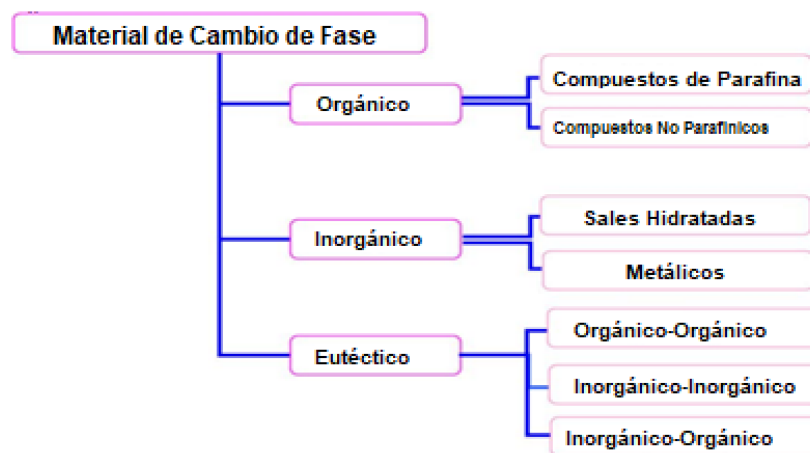 Material de Cambio de Fase
Orgánico
Compuestos de Parafina
Compuestos No Parafínicos
Inorgánico
Sales Hidratadas
Metálicos
Eutéctico
Orgánico-Orgánico
Inorgánico-Inorgánico
Inorgánico-Orgánico